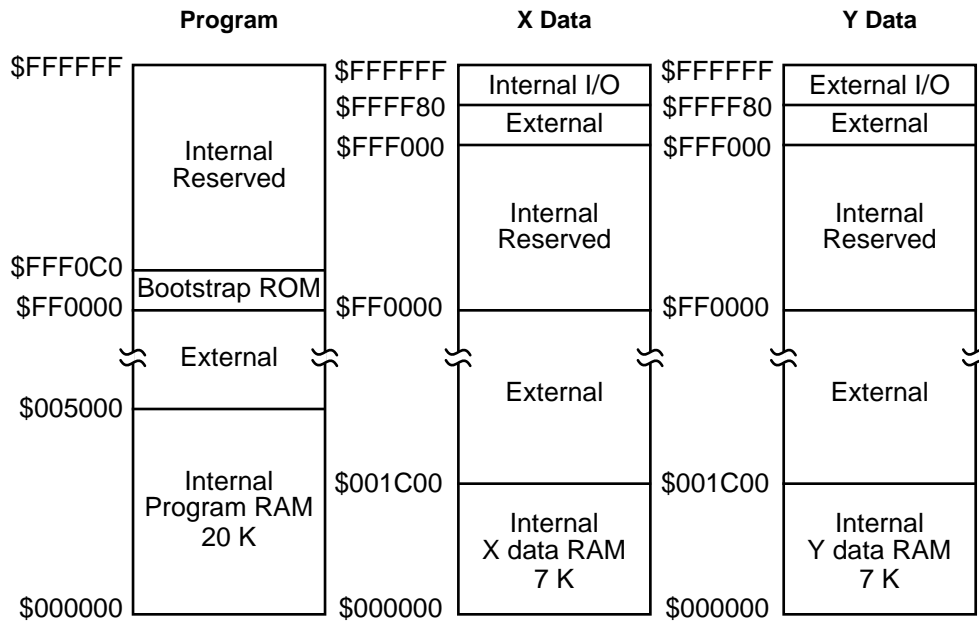 Program
$FFFFFF
Internal
Reserved
$FFF0C0
Bootstrap ROM
$FF0000
External
$005000
Internal
Program RAM
20 K
$000000
X Data
$FFFFFF
Internal I/O
$FFFF80
External
$FFF000
Internal
Reserved
$FF0000
External
$001C00
Internal
X data RAM
7 K
$000000
Y Data
$FFFFFF
External I/O
$FFFF80
External
$FFF000
Internal
Reserved
$FF0000
External
$001C00
Internal
Y data RAM
7 K
$000000